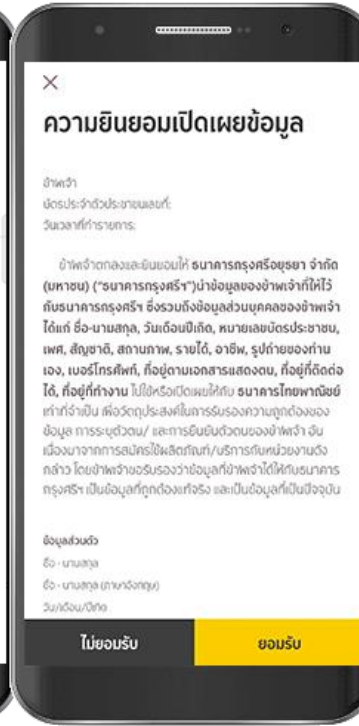 ความยินยอมเปิดเผยข้อมูล
ข้าพเจ้า
บัตรประจำตัวประชาชนเลขที่:
วันเวลาที่ทำรายการ:
ข้าพเจ้าตกลงและยินยอมให้ ธนาคารกรุงศรีอยุธยา จำกัด
(มหาชน) ("ธนาคารกรุงศรีฯ")นำข้อมูลของข้าพเจ้าที่ให้ไว้
กับธนาคารกรุงศรีฯ ซึ่งรวมถึงข้อมูลส่วนบุคคลของข้าพเจ้า
ได้แก่ ชื่อ-นามสกุล, วันเดือนปีเกิด, หมายเลขบัตรประชาชน,
เพศ, สัญชาติ, สถานภาพ, รายได้, อาชีพ, รูปถ่ายของท่าน
เอง, เบอร์โทรศัพท์, ที่อยู่ตามเอกสารแสดงตน, ที่อยู่ที่ติดต่อ
ได้, ที่อยู่ที่ทำงาน ไปใช้หรือเปิดเผยให้กับ ธนาคารไทยพาณิชย์
เท่าที่จำเป็น เพื่อวัตถุประสงค์ในการรับรองความถูกต้องของ
ข้อมูล การระบุตัวตน/ และการยืนยันตัวตนของข้าพเจ้า อัน
เนื่องมาจากการสมัครใช้ผลิตภัณฑ์/บริการกับหน่วยงานดัง
กล่าว โดยข้าพเจ้าขอรับรองว่าข้อมูลที่ข้าพเจ้าได้ให้กับธนาคาร
กรุงศรีฯ เป็นข้อมูลที่ถูกต้องแท้จริง และเป็นข้อมูลที่เป็นปัจจุบัน
ข้อมูลส่วนตัว
ชื่อ - นามสกุล
ชื่อ - นามสกุล (ภาษาอังกฤษ)
วัน/เดือน/ปีเกิด
ไม่ยอมรับ
ยอมรับ